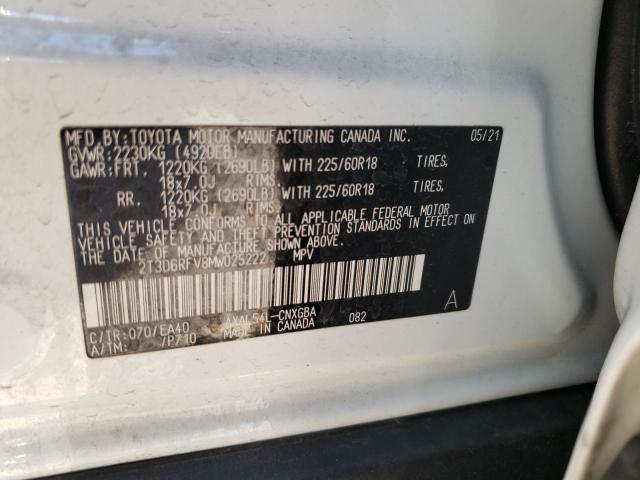 MFD.BY:TOYOTA MOTOR MANUFACTURING CANADA INC. 05/21
GVWR:2230KG (4920LB)
GAWR:FRT. 1220KG (2690LB) WITH 225/60R18 TIRES,
18x7.0J RIMS,
RR. 1220KG (2690LB) WITH 225/60R18 TIRES,
18x7.0J RIMS,
THIS VEHICLE CONFORMS TO ALL APPLICABLE FEDERAL MOTOR
VEHICLE SAFETY AND THEFT PREVENTION STANDARDS IN EFFECT ON
THE DATE OF MANUFACTURE SHOWN ABOVE.
2T3D6RFV8MW025222 MPV
C/TR:070/EA40 AXAL54L-CNXGBA A
A/TM: /P710 MADE IN CANADA 082